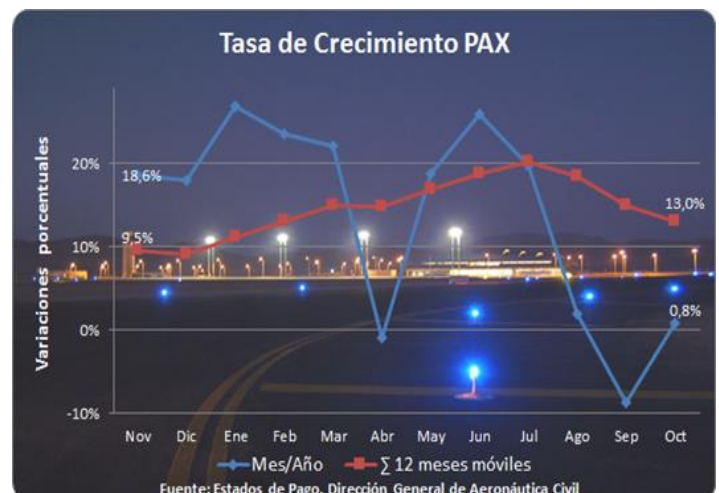 Tasa de Crecimiento PAX
Variaciones porcentuales
20%
10%
0%
-10%
18,6%
9,5%
13,0%
0,8%
Nov Dic Ene Feb Mar Abr May Jun Jul Ago Sep Oct
Mes/Año ∑ 12 meses móviles
Fuente: Estados de Pago, Dirección General de Aeronáutica Civil